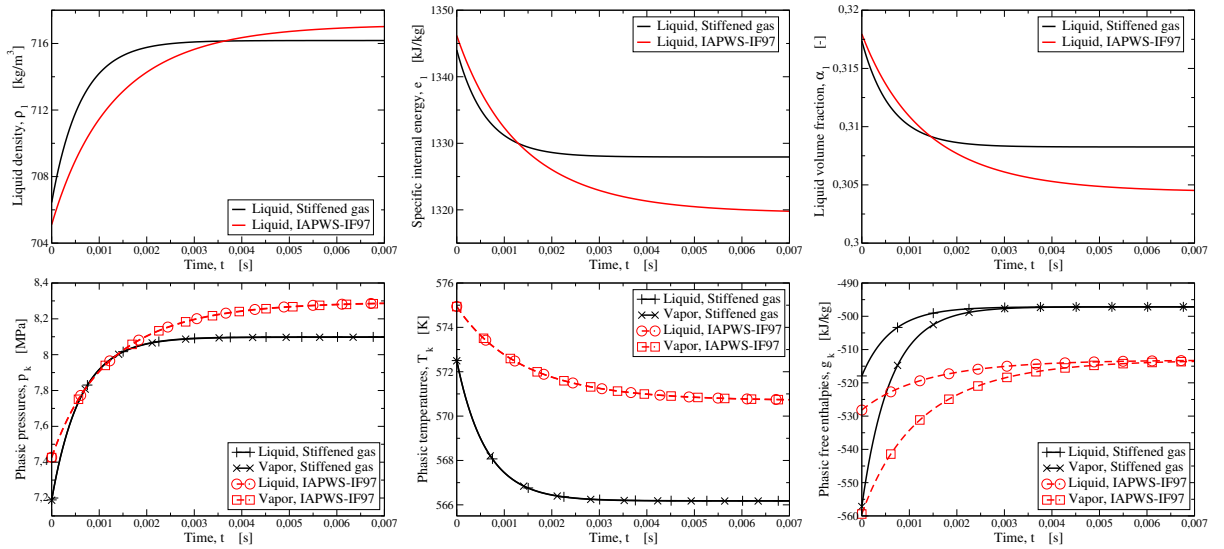 Liquid density, ρ_l [kg/m³]
716
712
708
704
0
0,001
0,002
0,003
0,004
0,005
0,006
0,007
Time, t [s]
Liquid, Stiffened gas
Liquid, IAPWS-IF97
Specific internal energy, e_l [kJ/kg]
1350
1340
1330
1320
0
0,001
0,002
0,003
0,004
0,005
0,006
0,007
Time, t [s]
Liquid, Stiffened gas
Liquid, IAPWS-IF97
Liquid volume fraction, α_l [-]
0,32
0,315
0,31
0,305
0,3
0
0,001
0,002
0,003
0,004
0,005
0,006
0,007
Time, t [s]
Liquid, Stiffened gas
Liquid, IAPWS-IF97
Phasic pressures, p_k [MPa]
8.4
8.2
8
7.8
7.6
7.4
7.2
0
0,001
0,002
0,003
0,004
0,005
0,006
0,007
Time, t [s]
Liquid, Stiffened gas
Vapor, Stiffened gas
Liquid, IAPWS-IF97
Vapor, IAPWS-IF97
Phasic temperatures, T_k [K]
576
574
572
570
568
566
0
0,001
0,002
0,003
0,004
0,005
0,006
0,007
Time, t [s]
Liquid, Stiffened gas
Vapor, Stiffened gas
Liquid, IAPWS-IF97
Vapor, IAPWS-IF97
Phasic free enthalpies, g_k [kJ/kg]
-490
-500
-510
-520
-530
-540
-550
-560
0
0,001
0,002
0,003
0,004
0,005
0,006
0,007
Time, t [s]
Liquid, Stiffened gas
Vapor, Stiffened gas
Liquid, IAPWS-IF97
Vapor, IAPWS-IF97